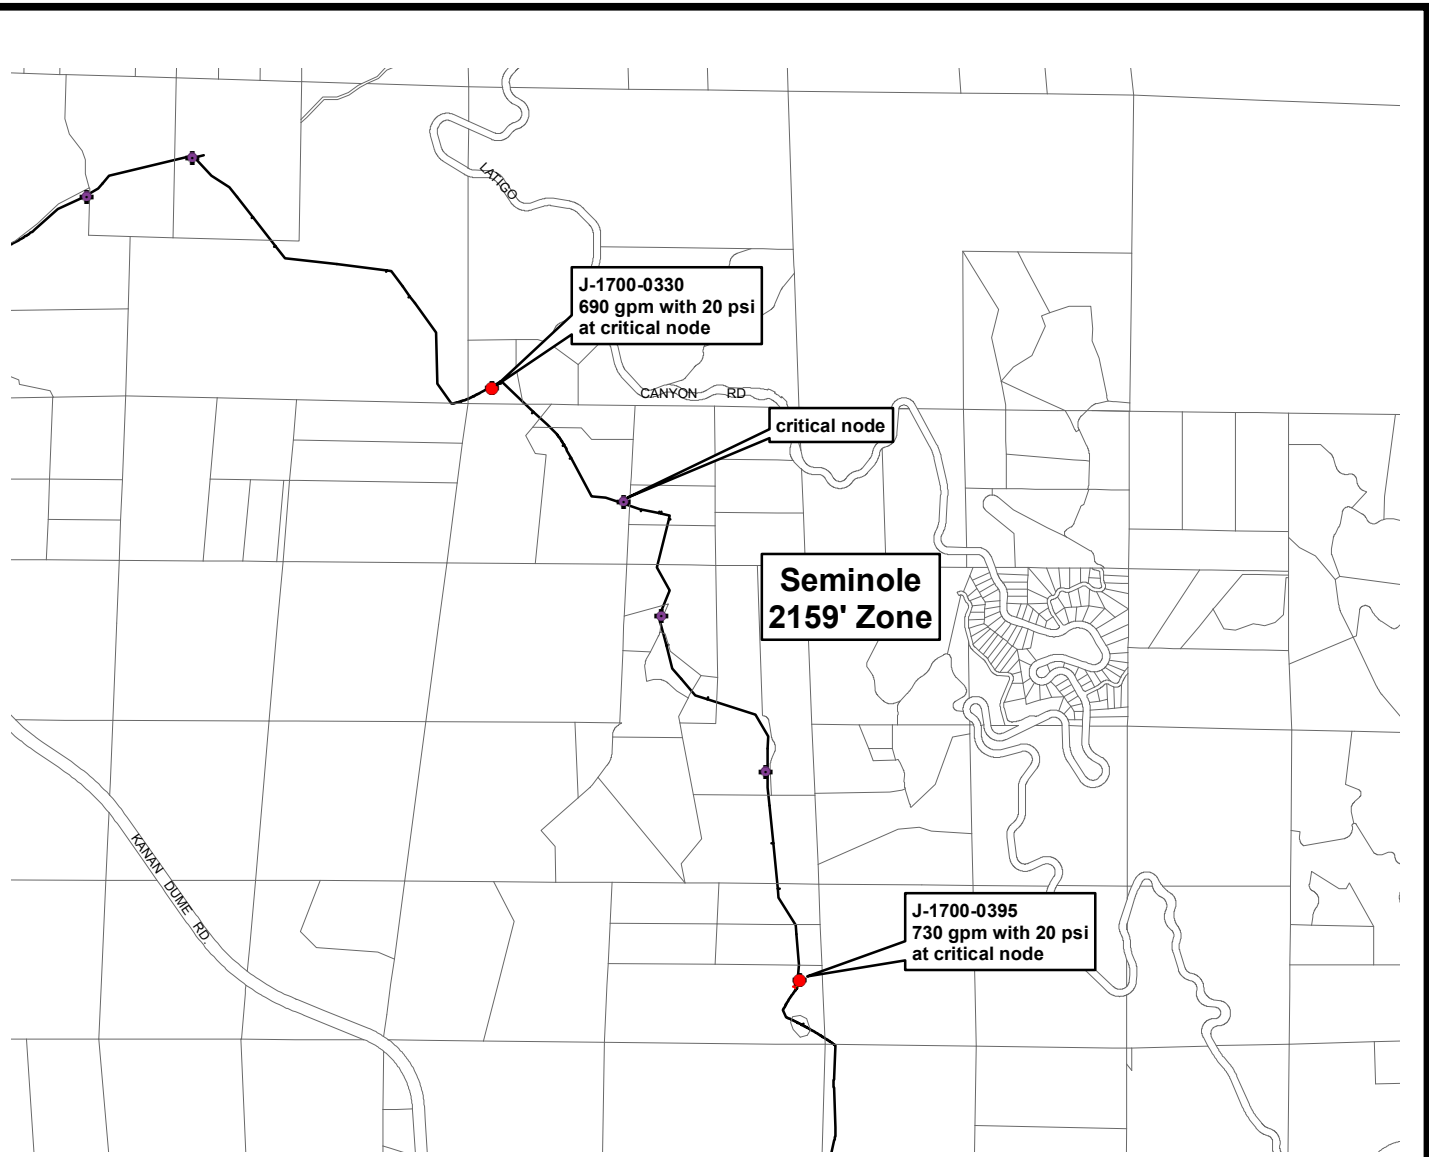 LATIGO
J-1700-0330
690 gpm with 20 psi
at critical node
CANYON RD
critical node
Seminole
2159' Zone
KANAN DUME RD.
J-1700-0395
730 gpm with 20 psi
at critical node